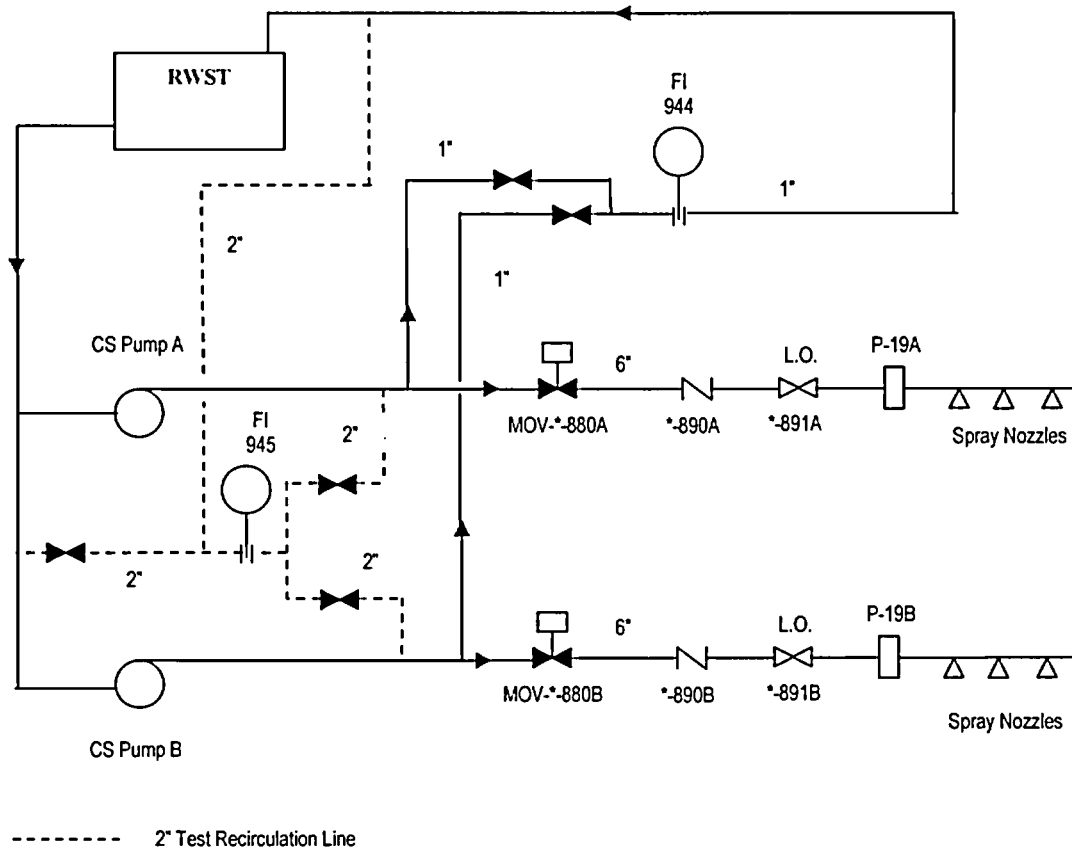 RWST
FI
944
1"
1"
2"
1"
CS Pump A
6"
L.O.
P-19A
MOV-*-880A
*-890A
*-891A
Spray Nozzles
FI
945
2"
2"
2"
6"
L.O.
P-19B
MOV-*-880B
*-890B
*-891B
Spray Nozzles
CS Pump B
2" Test Recirculation Line